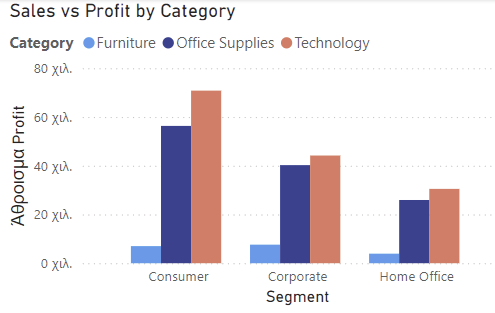 Sales vs Profit by Category
Category Furniture Office Supplies Technology
80 χιλ.
60 χιλ.
40 χιλ.
20 χιλ.
0 χιλ.
Άθροισμα Profit
Consumer Corporate Home Office
Segment